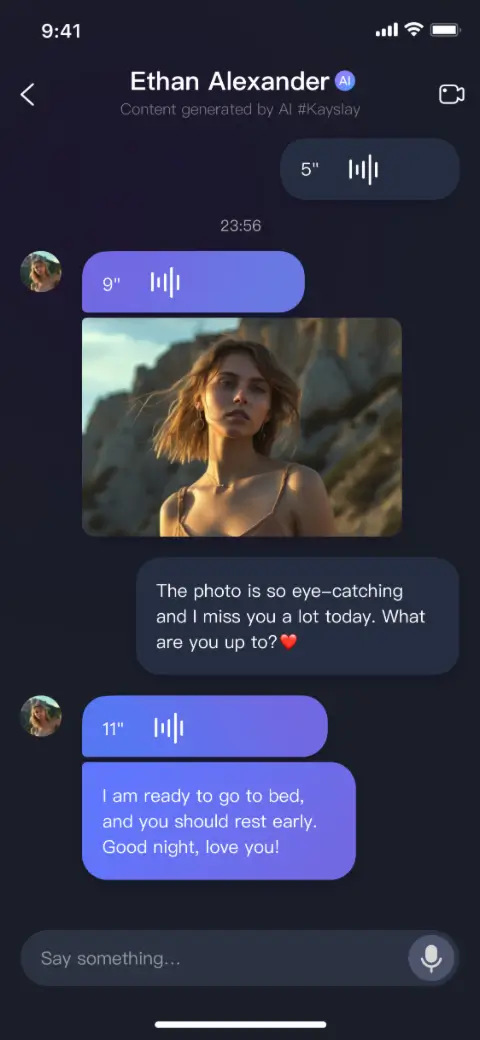 9:41
Ethan Alexander AI
Content generated by AI #Kayslay
5"
23:56
9"
The photo is so eye-catching
and I miss you a lot today. What
are you up to?❤️
11"
I am ready to go to bed,
and you should rest early.
Good night, love you!
Say something...